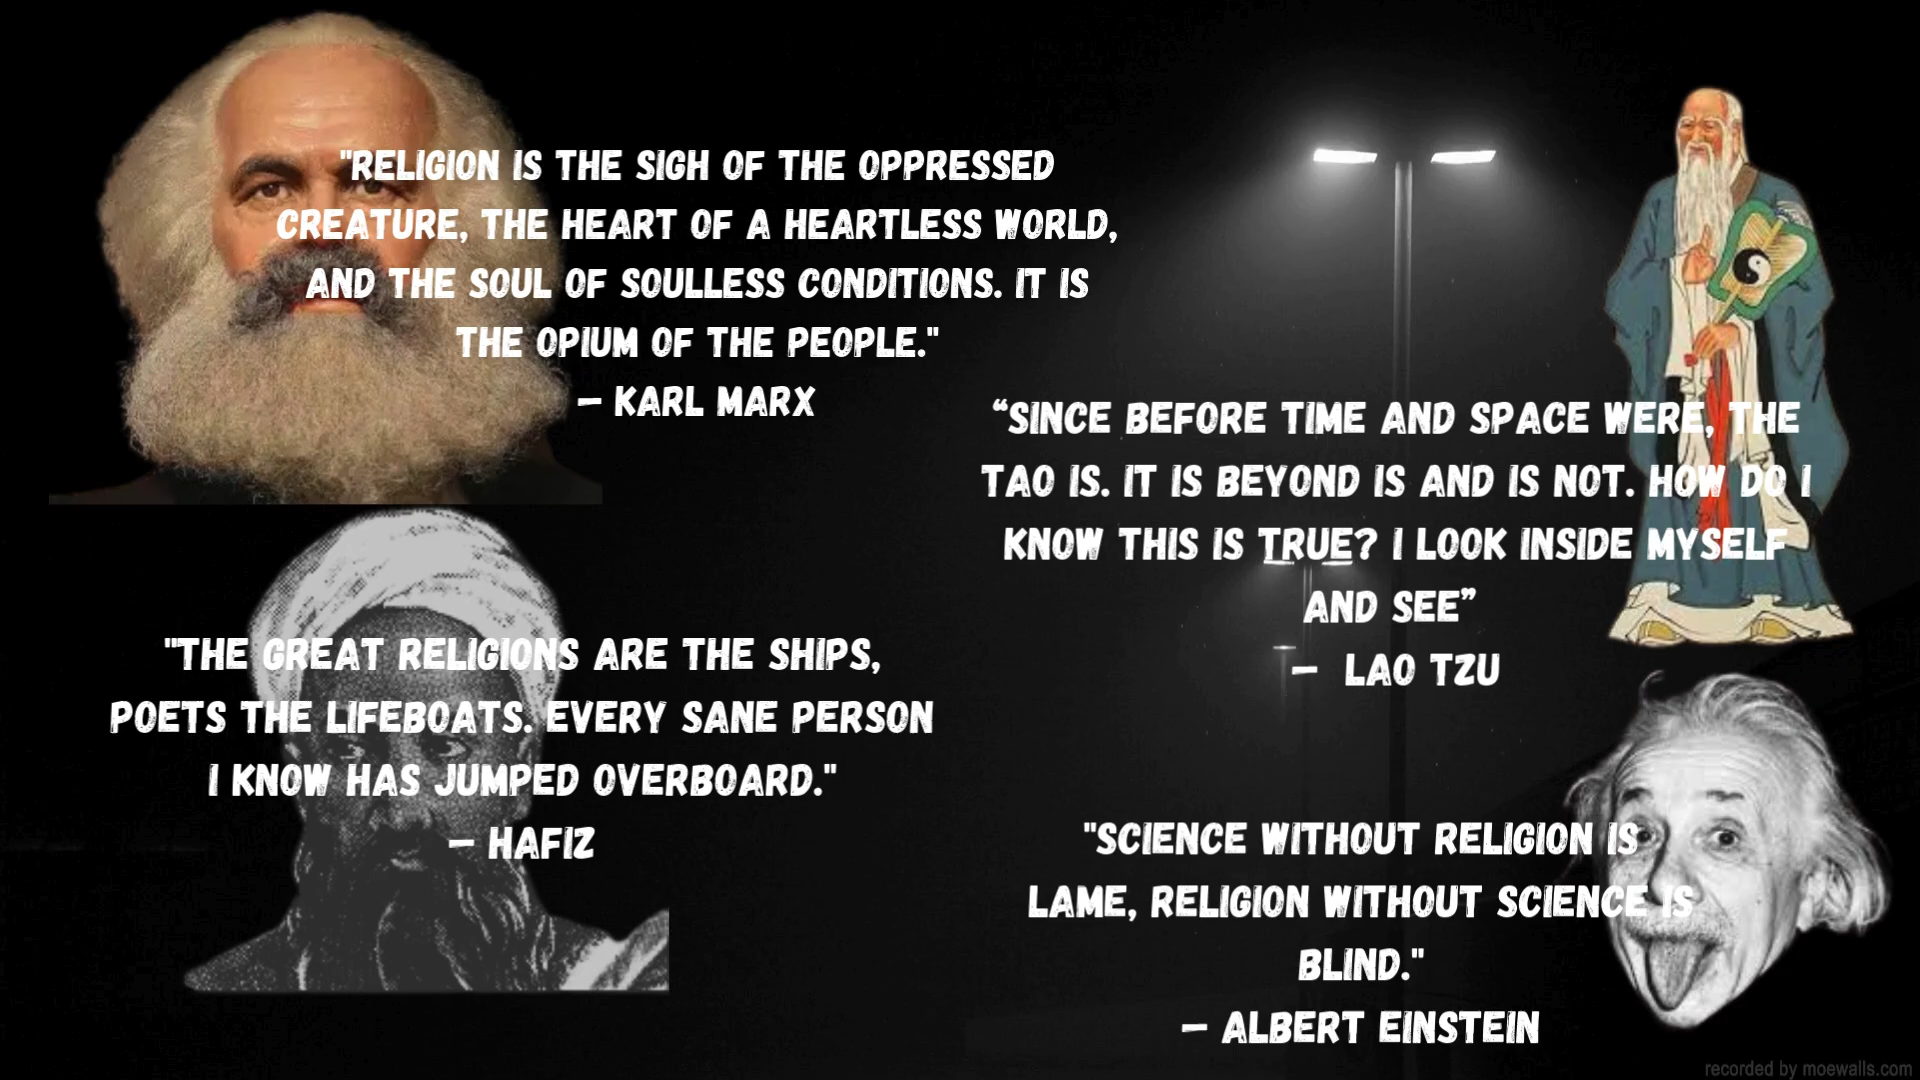 "RELIGION IS THE SIGH OF THE OPPRESSED
CREATURE, THE HEART OF A HEARTLESS WORLD,
AND THE SOUL OF SOULLESS CONDITIONS. IT IS
THE OPIUM OF THE PEOPLE."
– KARL MARX
“SINCE BEFORE TIME AND SPACE WERE, THE
TAO IS. IT IS BEYOND IS AND IS NOT. HOW DO I
KNOW THIS IS TRUE? I LOOK INSIDE MYSELF
AND SEE”
– LAO TZU
"THE GREAT RELIGIONS ARE THE SHIPS,
POETS THE LIFEBOATS. EVERY SANE PERSON
I KNOW HAS JUMPED OVERBOARD."
– HAFIZ
"SCIENCE WITHOUT RELIGION IS
LAME, RELIGION WITHOUT SCIENCE IS
BLIND."
– ALBERT EINSTEIN
recorded by moewalls.com